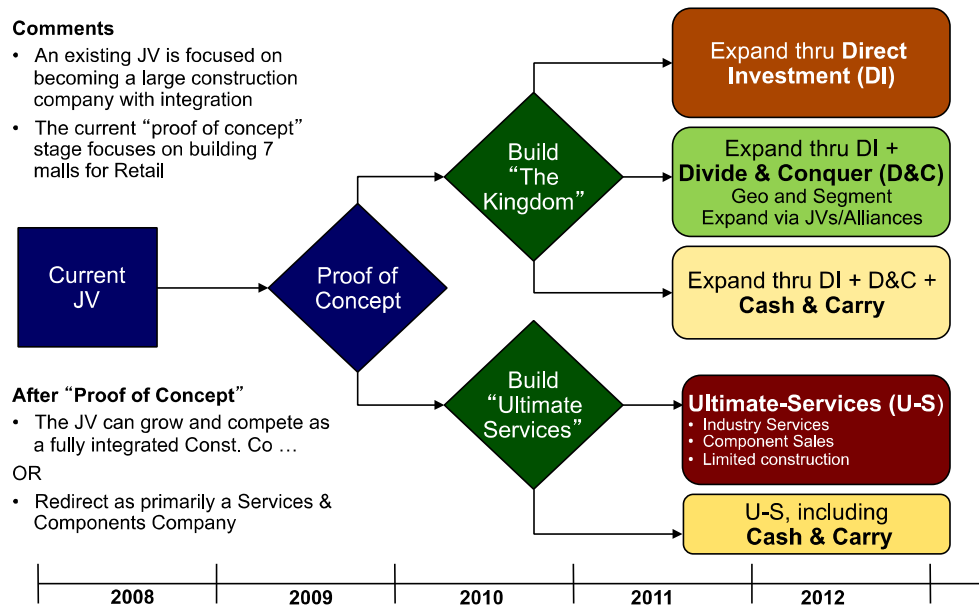 Comments
• An existing JV is focused on
becoming a large construction
company with integration
• The current “proof of concept”
stage focuses on building 7
malls for Retail
Current
JV
Proof of
Concept
After “Proof of Concept”
• The JV can grow and compete as
a fully integrated Const. Co …
OR
• Redirect as primarily a Services &
Components Company
Build
“The
Kingdom”
Build
“Ultimate
Services”
Expand thru Direct
Investment (DI)
Expand thru DI +
Divide & Conquer (D&C)
Geo and Segment
Expand via JVs/Alliances
Expand thru DI + D&C +
Cash & Carry
Ultimate-Services (U-S)
• Industry Services
• Component Sales
• Limited construction
U-S, including
Cash & Carry
2008
2009
2010
2011
2012